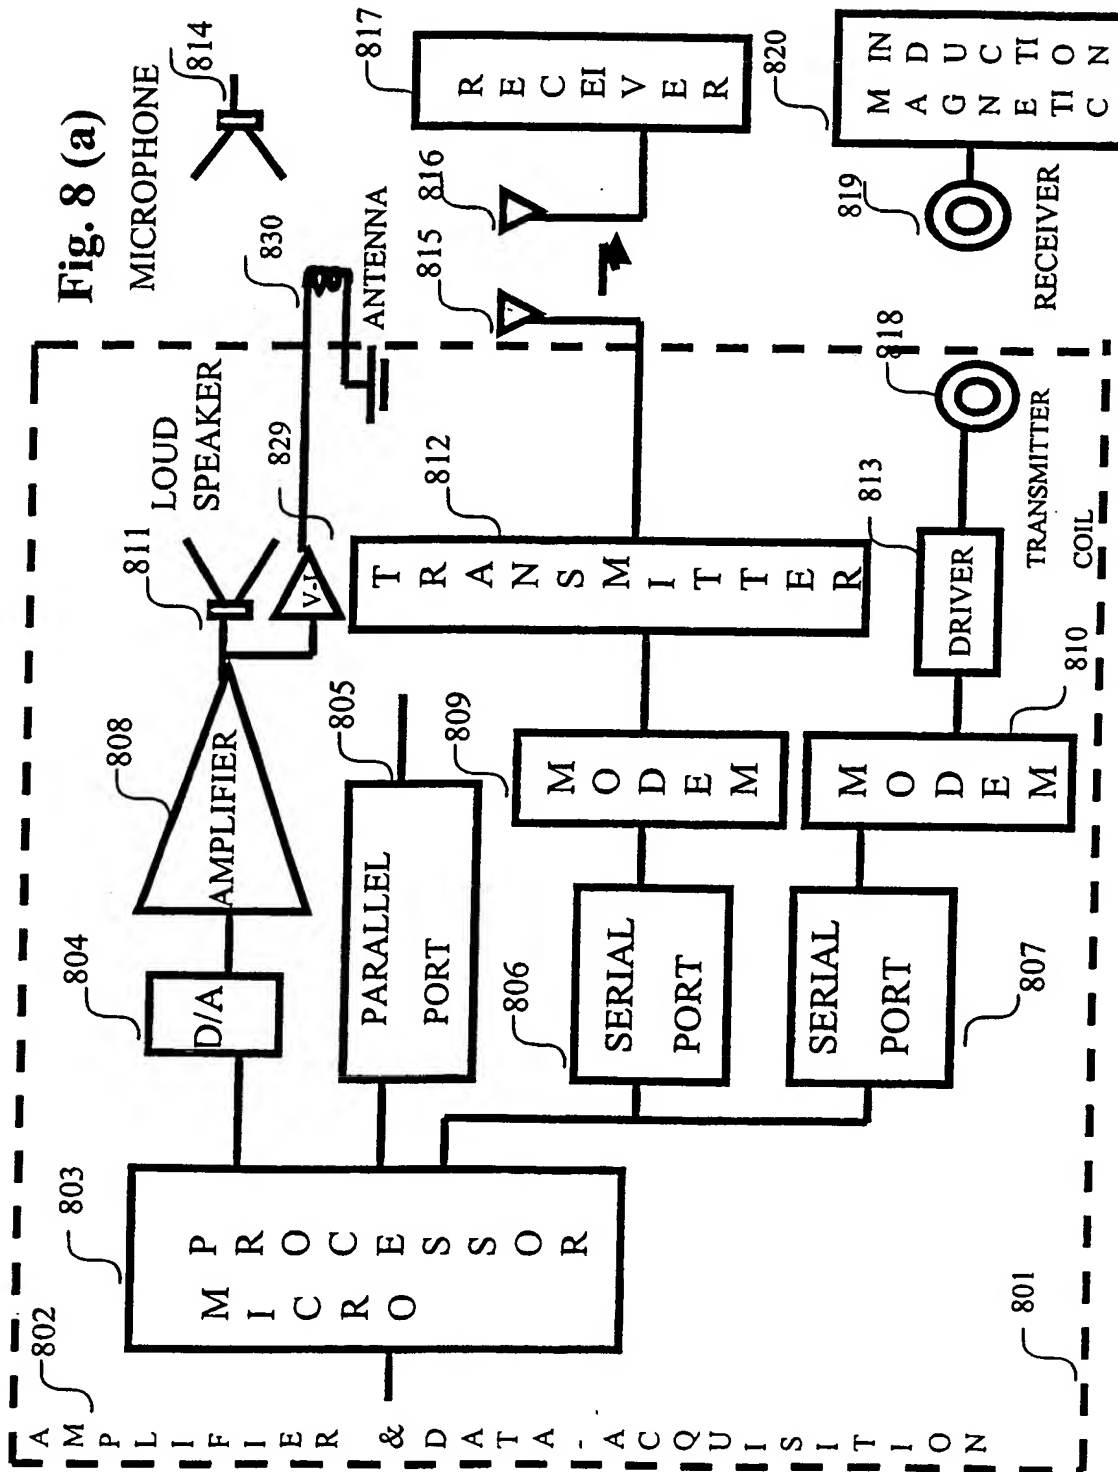 Fig. 8 (a)
AMPLIFIER & DATA-ACQUISITION
802
803
MICRO
PROCESSOR
804
D/A
808
AMPLIFIER
811
LOUD
SPEAKER
MICROPHONE
814
829
V-I
830
ANTENNA
805
PARALLEL
PORT
806
SERIAL
PORT
809
MODEM
812
TRANSMITTER
815
816
817
RECEIVER
807
SERIAL
PORT
810
MODEM
813
DRIVER
818
TRANSMITTER
COIL
819
RECEIVER
820
MAGNETIC
INDUCTION
801